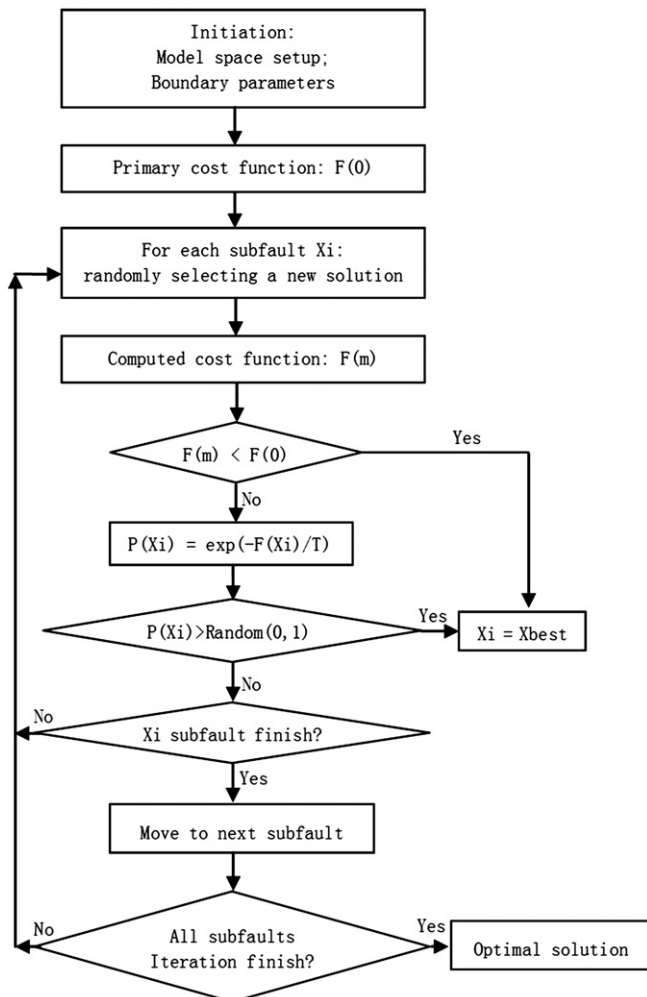 Initiation:
Model space setup;
Boundary parameters
Primary cost function: F(0)
For each subfault Xi:
randomly selecting a new solution
Computed cost function: F(m)
F(m) < F(0)
Yes
No
P(Xi) = exp(-F(Xi)/T)
P(Xi)>Random(0,1)
Yes
Xi = Xbest
No
Xi subfault finish?
No
Yes
Move to next subfault
All subfaults
Iteration finish?
No
Yes
Optimal solution